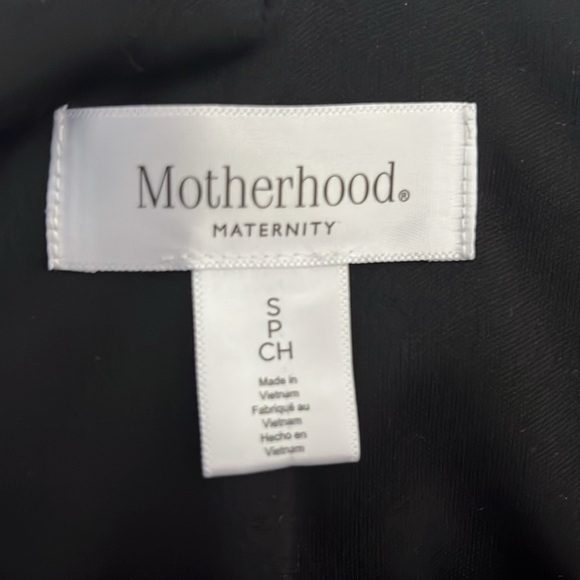 Motherhood®
MATERNITY
S
P
CH
Made in
Vietnam
Fabriqué au
Vietnam
Hecho en
Vietnam